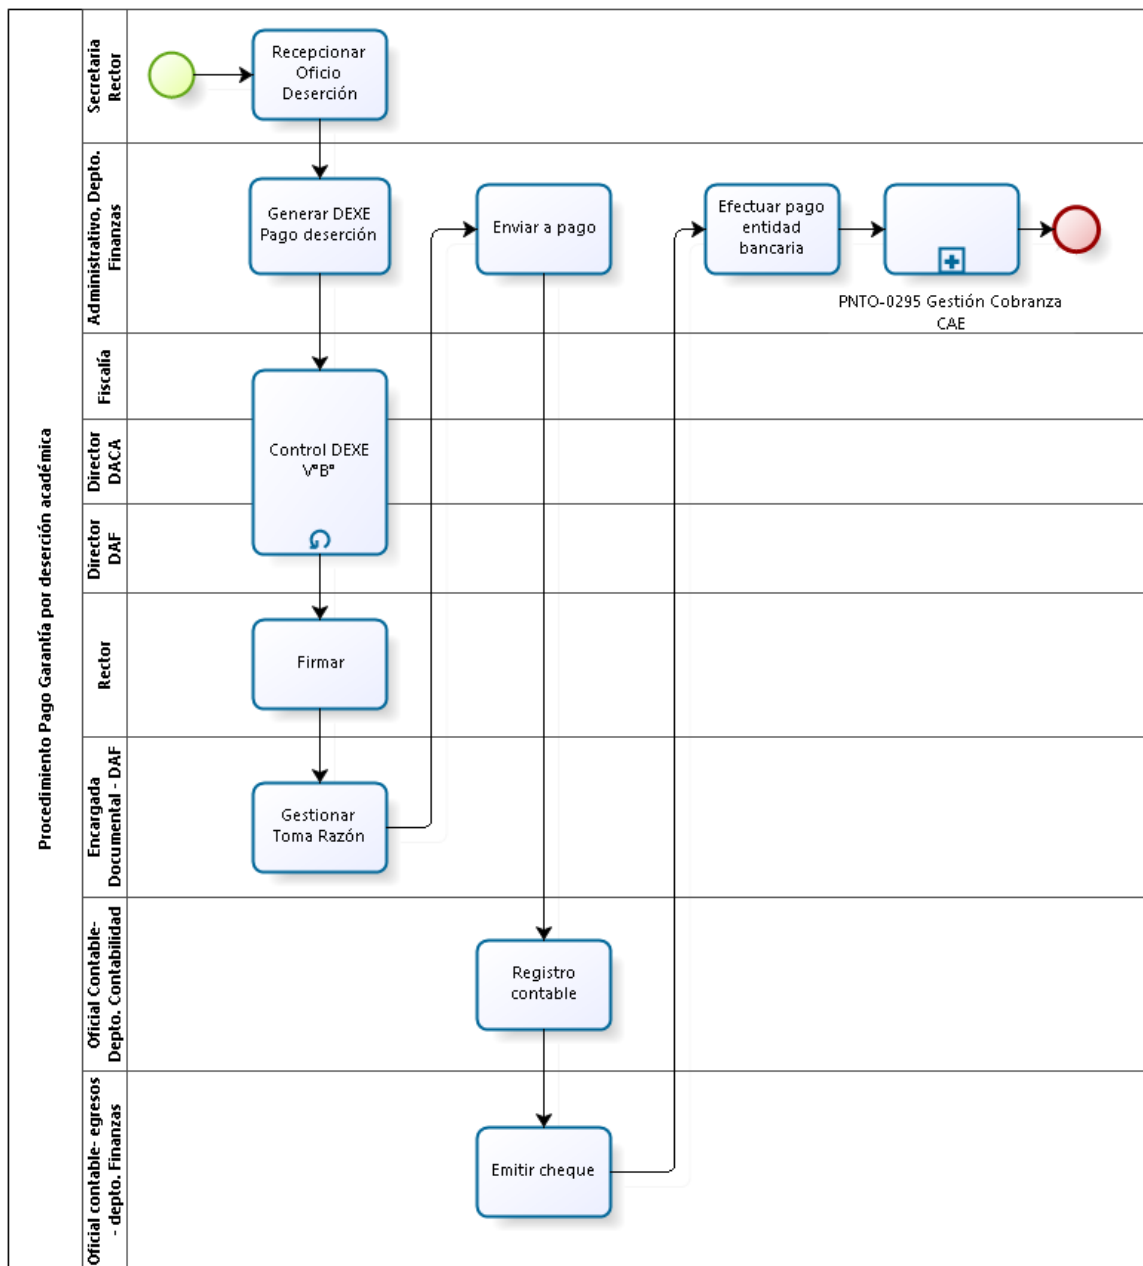 Procedimiento Pago Garantía por deserción académica
Secretaria
Rector
Recepcionar
Oficio
Deserción
Administrativo, Depto.
Finanzas
Generar DEXE
Pago deserción
Enviar a pago
Efectuar pago
entidad
bancaria
PNTO-0295 Gestión Cobranza
CAE
Fiscalía
Director
DACA
Director
DAF
Control DEXE
V°B°
Rector
Firmar
Encargada
Documental - DAF
Gestionar
Toma Razón
Oficial Contable-
Depto. Contabilidad
Registro
contable
Oficial contable- egresos
- depto. Finanzas
Emitir cheque